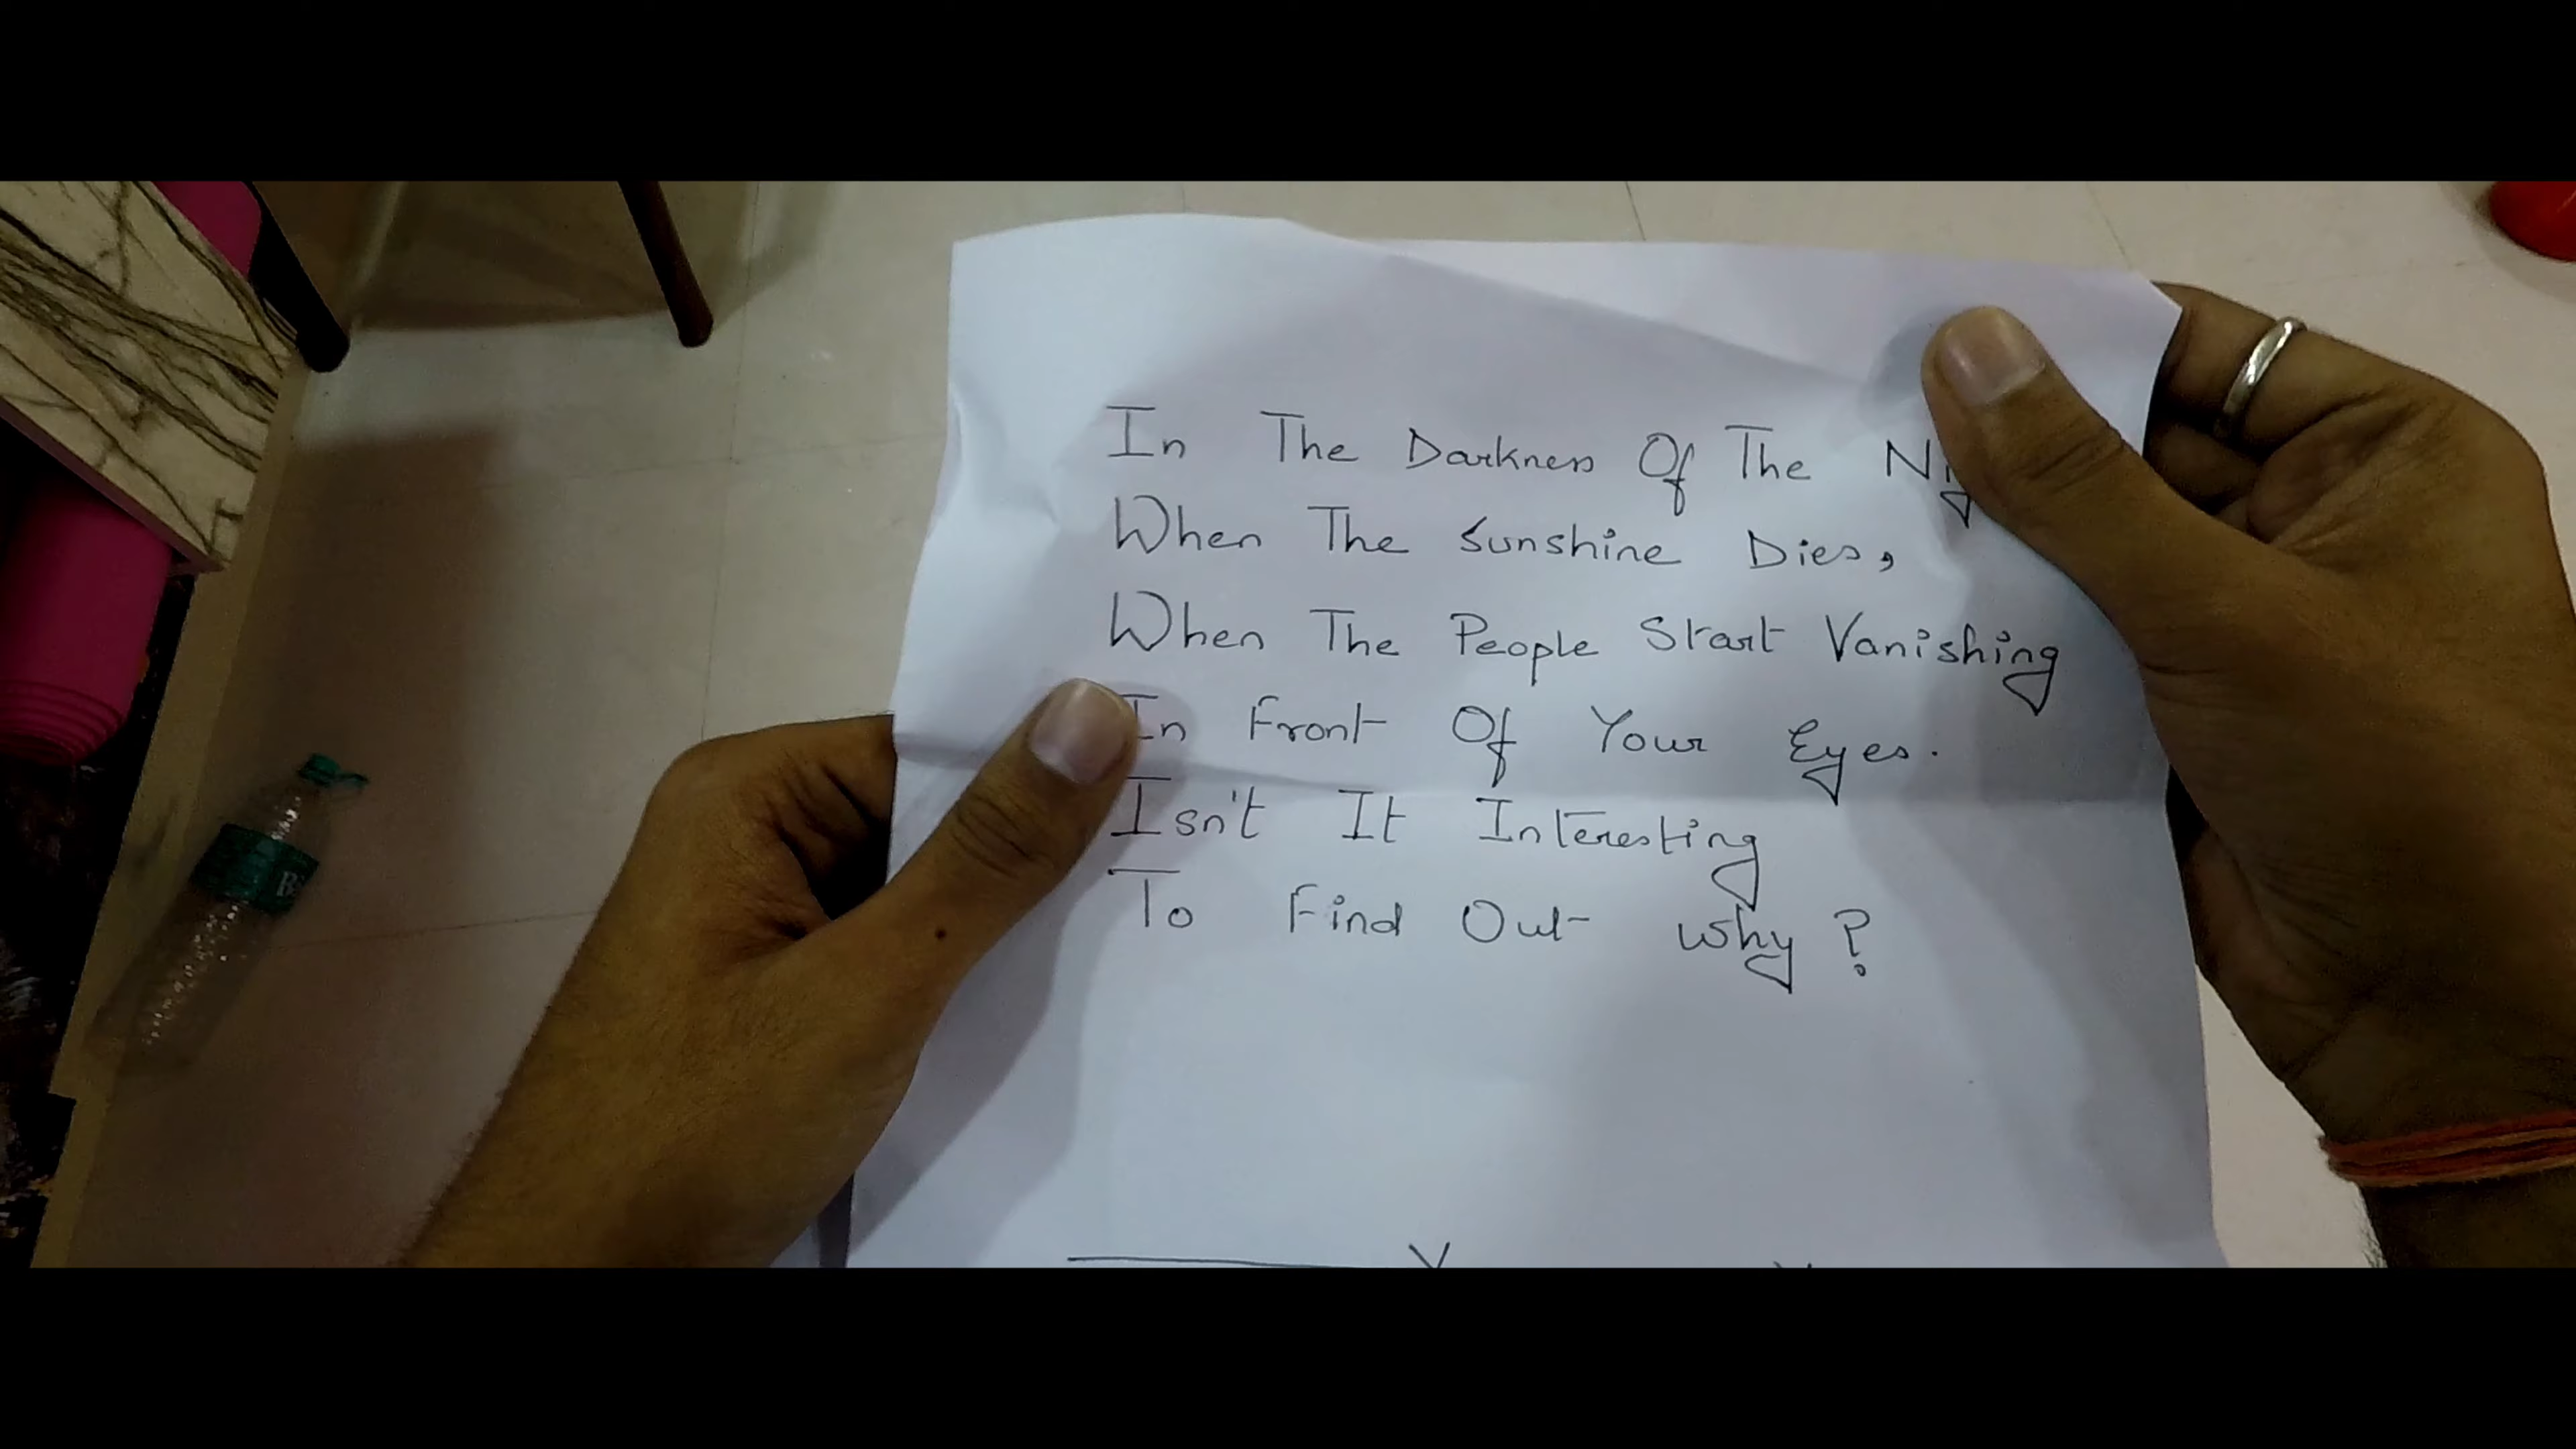 In The Darkness Of The
When The Sunshine Dies,
When The People Start Vanishing
In Front Of Your Eyes.
Isn't It Interesting
To Find Out Why ?